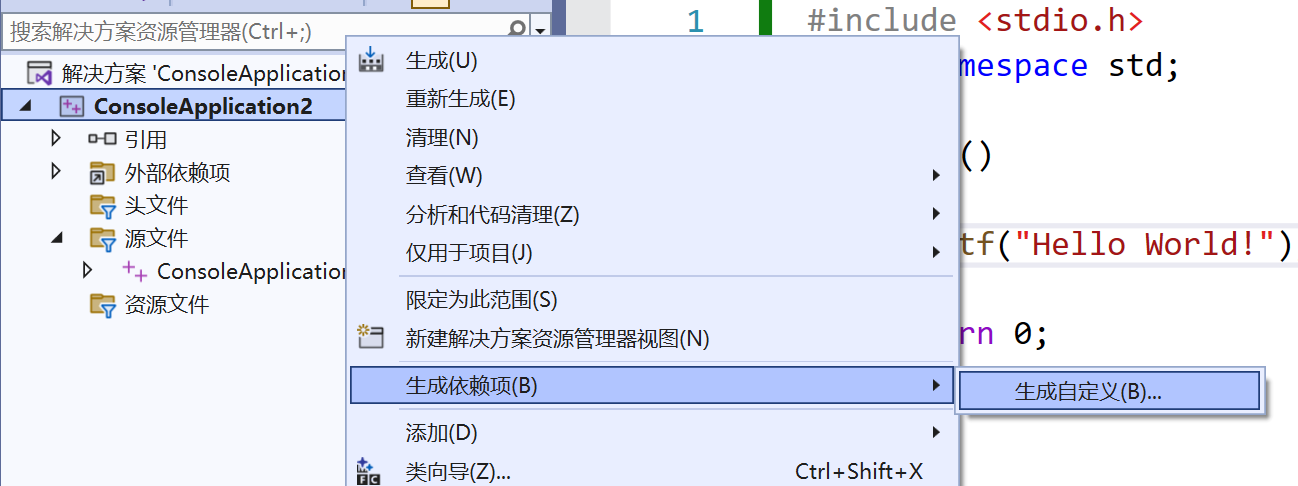 搜索解决方案资源管理器(Ctrl+;)
解决方案 'ConsoleApplication
ConsoleApplication2
引用
外部依赖项
头文件
源文件
ConsoleApplication
资源文件
生成(U)
重新生成(E)
清理(N)
查看(W)
分析和代码清理(Z)
仅用于项目(J)
限定为此范围(S)
新建解决方案资源管理器视图(N)
生成依赖项(B)
添加(D)
类向导(Z)... Ctrl+Shift+X
生成自定义(B)...
1 #include <stdio.h>
mespace std;
()
tf("Hello World!")
rn 0;